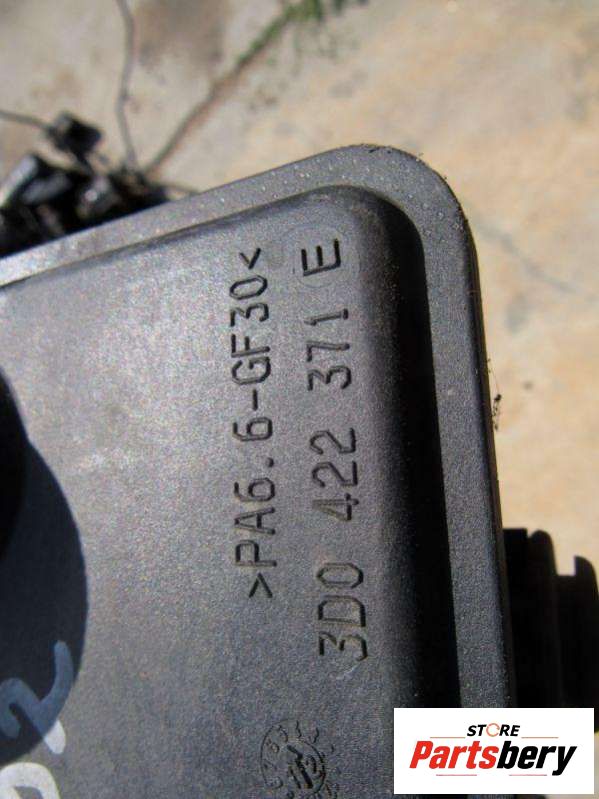 >PA6.6-GF30<
3D0 422 371 E
STORE
Partsbery